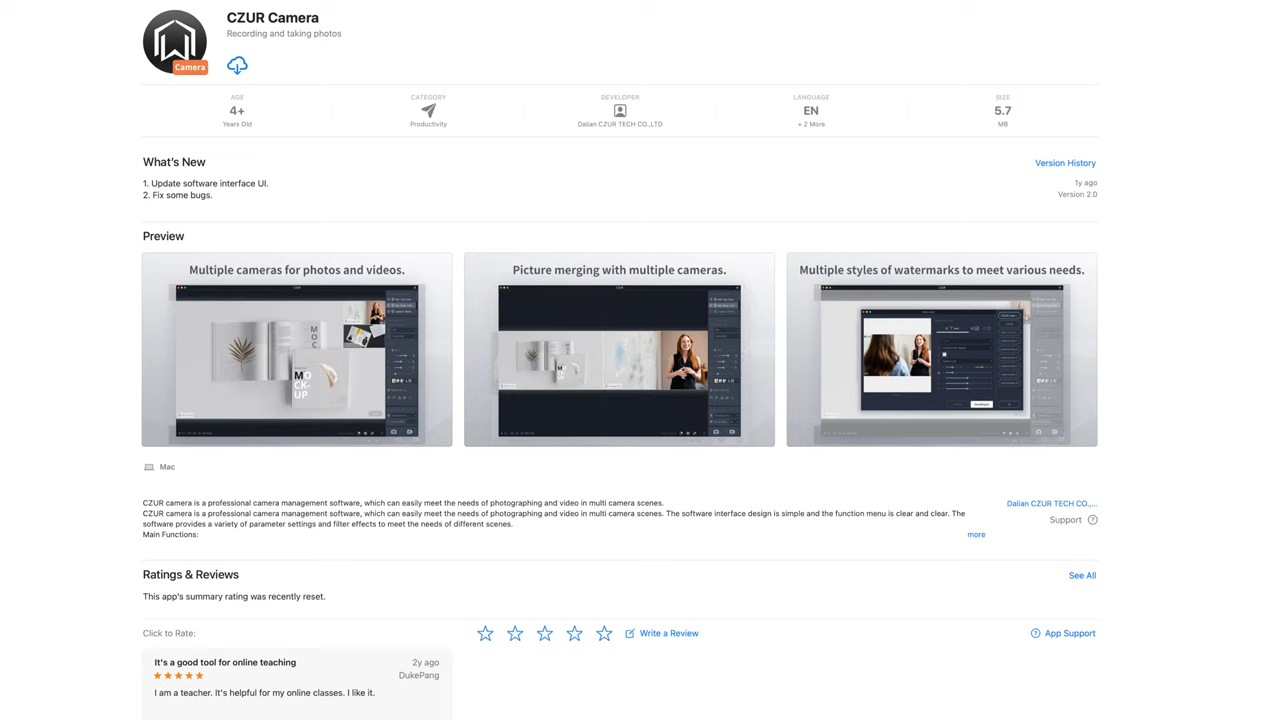 CZUR Camera
Recording and taking photos
Camera
AGE
4+
Years Old
CATEGORY
Productivity
DEVELOPER
Dalian CZUR TECH CO.,LTD
LANGUAGE
EN
+ 2 More
SIZE
5.7
MB
What's New
Version History
1. Update software interface UI.
2. Fix some bugs.
1y ago
Version 2.0
Preview
Multiple cameras for photos and videos.
Picture merging with multiple cameras.
Multiple styles of watermarks to meet various needs.
MOC
MO
CK-
UP
Mac
CZUR camera is a professional camera management software, which can easily meet the needs of photographing and video in multi camera scenes.
CZUR camera is a professional camera management software, which can easily meet the needs of photographing and video in multi camera scenes. The software interface design is simple and the function menu is clear and clear. The
software provides a variety of parameter settings and filter effects to meet the needs of different scenes.
Main Functions:
more
Dalian CZUR TECH CO.,...
Support
Ratings & Reviews
See All
This app's summary rating was recently reset.
Click to Rate:
Write a Review
App Support
It's a good tool for online teaching
2y ago
DukePang
I am a teacher. It's helpful for my online classes. I like it.